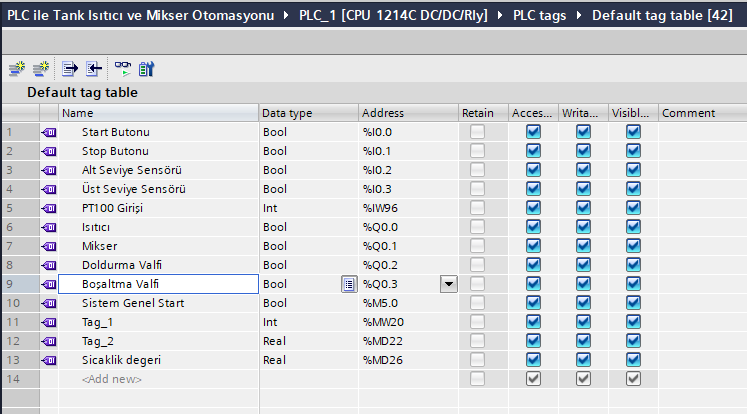 PLC ile Tank Isıtıcı ve Mikser Otomasyonu ▸ PLC_1 [CPU 1214C DC/DC/Rly] ▸ PLC tags ▸ Default tag table [42]
Default tag table
Name Data type Address Retain Acces... Writa... Visibl... Comment
1 Start Butonu Bool %I0.0
2 Stop Butonu Bool %I0.1
3 Alt Seviye Sensörü Bool %I0.2
4 Üst Seviye Sensörü Bool %I0.3
5 PT100 Girişi Int %IW96
6 Isıtıcı Bool %Q0.0
7 Mikser Bool %Q0.1
8 Doldurma Valfi Bool %Q0.2
9 Boşaltma Valfi Bool %Q0.3
10 Sistem Genel Start Bool %M5.0
11 Tag_1 Int %MW20
12 Tag_2 Real %MD22
13 Sicaklik degeri Real %MD26
14 <Add new>